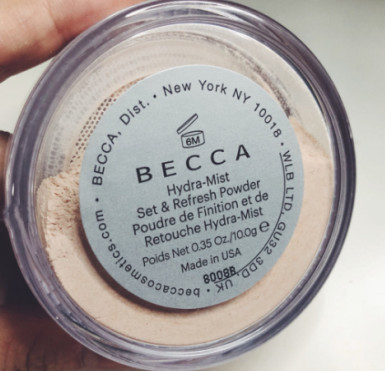 BECCA, Dist. • New York NY 10018 • WLB LTD, GU32 3DD, UK • beccacosmetics.com •
6M
BECCA
Hydra-Mist
Set & Refresh Powder
Poudre de Finition et de
Retouche Hydra-Mist
Poids Net 0.35 Oz./10.0g e
Made in USA
8008B